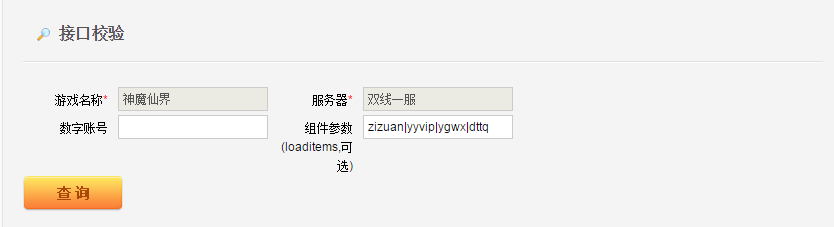 接口校验
游戏名称* 神魔仙界 服务器* 双线一服
数字账号 组件参数 zizuan|yyvip|ygwx|dttq
(loaditems,可
选)
查 询